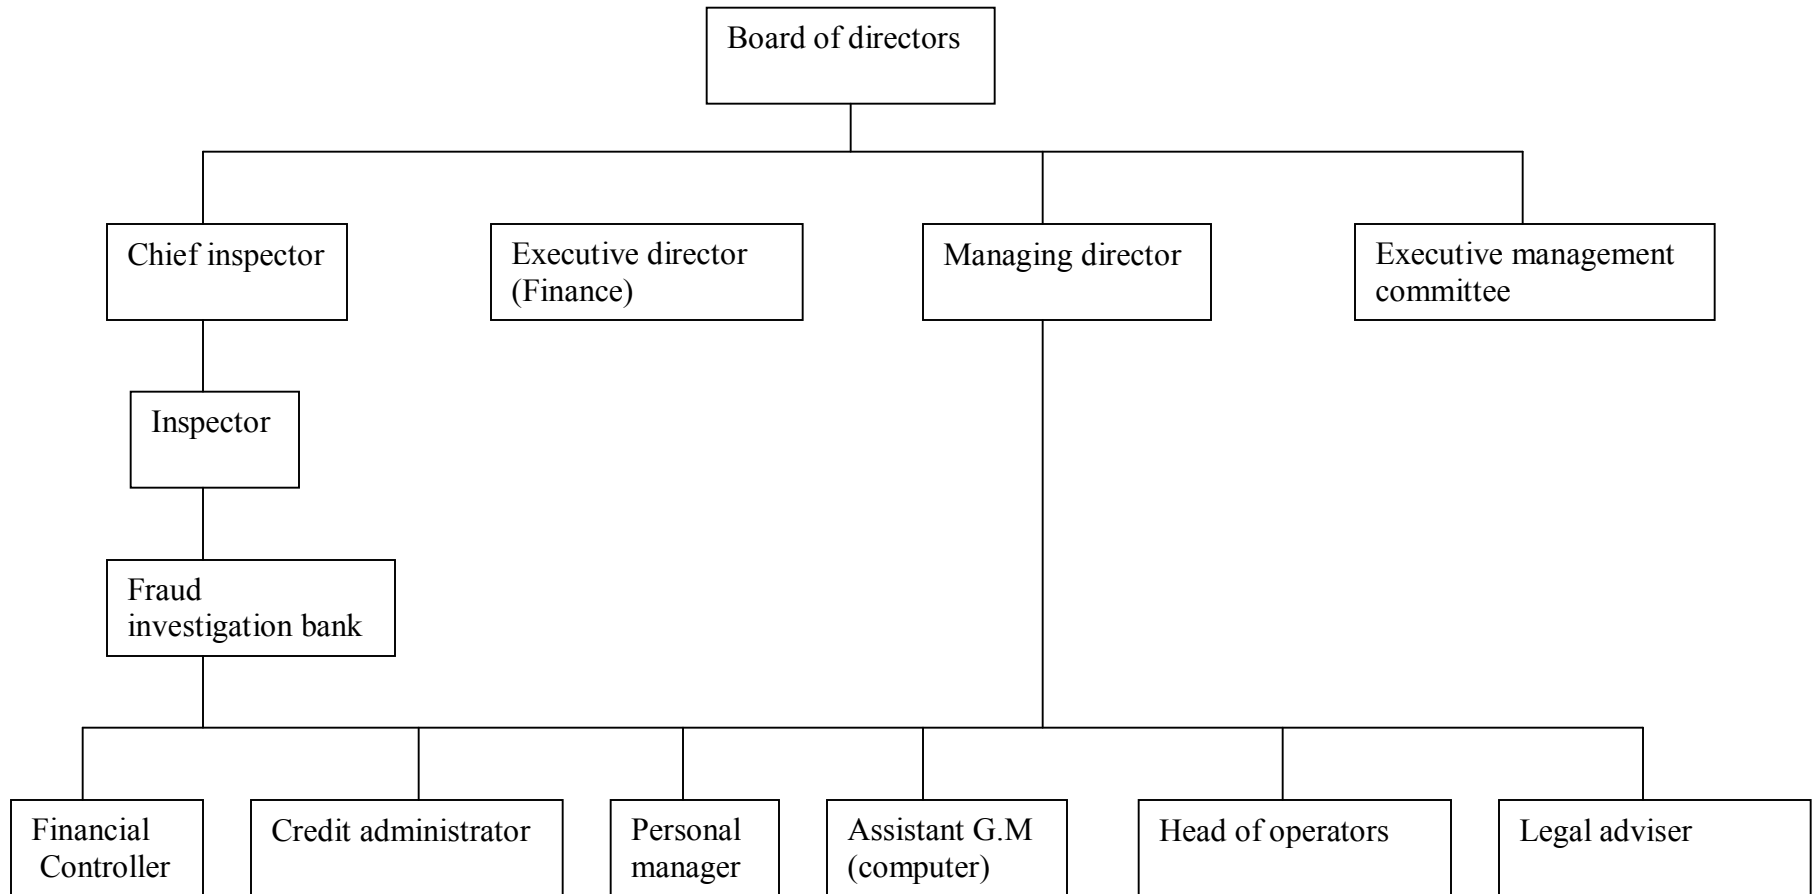 Board of directors
Chief inspector
Executive director
(Finance)
Managing director
Executive management
committee
Inspector
Fraud
investigation bank
Financial
Controller
Credit administrator
Personal
manager
Assistant G.M
(computer)
Head of operators
Legal adviser